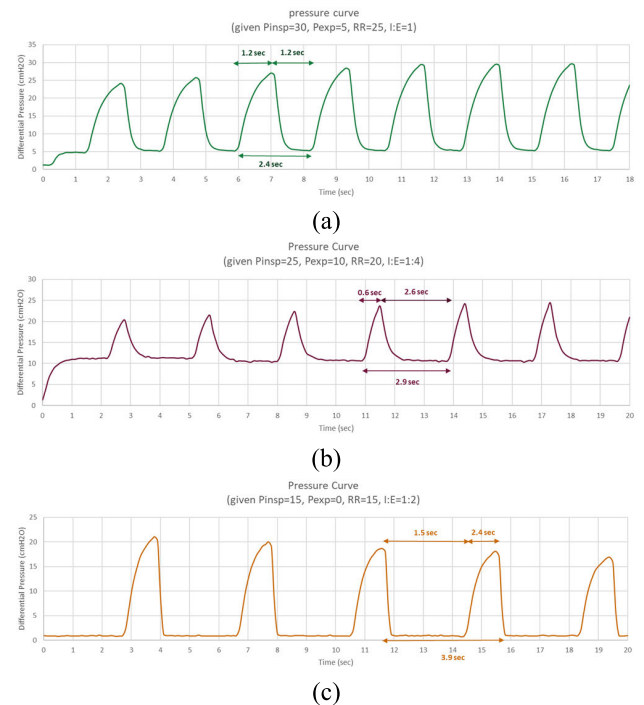 pressure curve
(given Pinsp=30, Pexp=5, RR=25, I:E=1)
Differential Pressure (cmH2O)
35
30
25
20
15
10
5
0
1.2 sec 1.2 sec
2.4 sec
0 1 2 3 4 5 6 7 8 9 10 11 12 13 14 15 16 17 18
Time (sec)
(a)
Pressure Curve
(given Pinsp=25, Pexp=10, RR=20, I:E=1:4)
Differential Pressure (cmH2O)
30
25
20
15
10
5
0
0.6 sec 2.6 sec
2.9 sec
0 1 2 3 4 5 6 7 8 9 10 11 12 13 14 15 16 17 18 19 20
Time (sec)
(b)
Pressure Curve
(given Pinsp=15, Pexp=0, RR=15, I:E=1:2)
Differential Pressure (cmH2O)
25
20
15
10
5
0
1.5 sec 2.4 sec
0 1 2 3 4 5 6 7 8 9 10 11 12 13 14 15 16 17 18 19 20
Time (sec)
3.9 sec
(c)